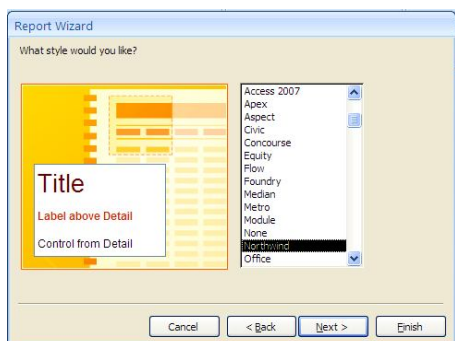 Report Wizard
What style would you like?
Title
Label above Detail
Control from Detail
Access 2007
Apex
Aspect
Civic
Concourse
Equity
Flow
Foundry
Median
Metro
Module
None
Northwind
Office
Cancel
< Back
Next >
Finish